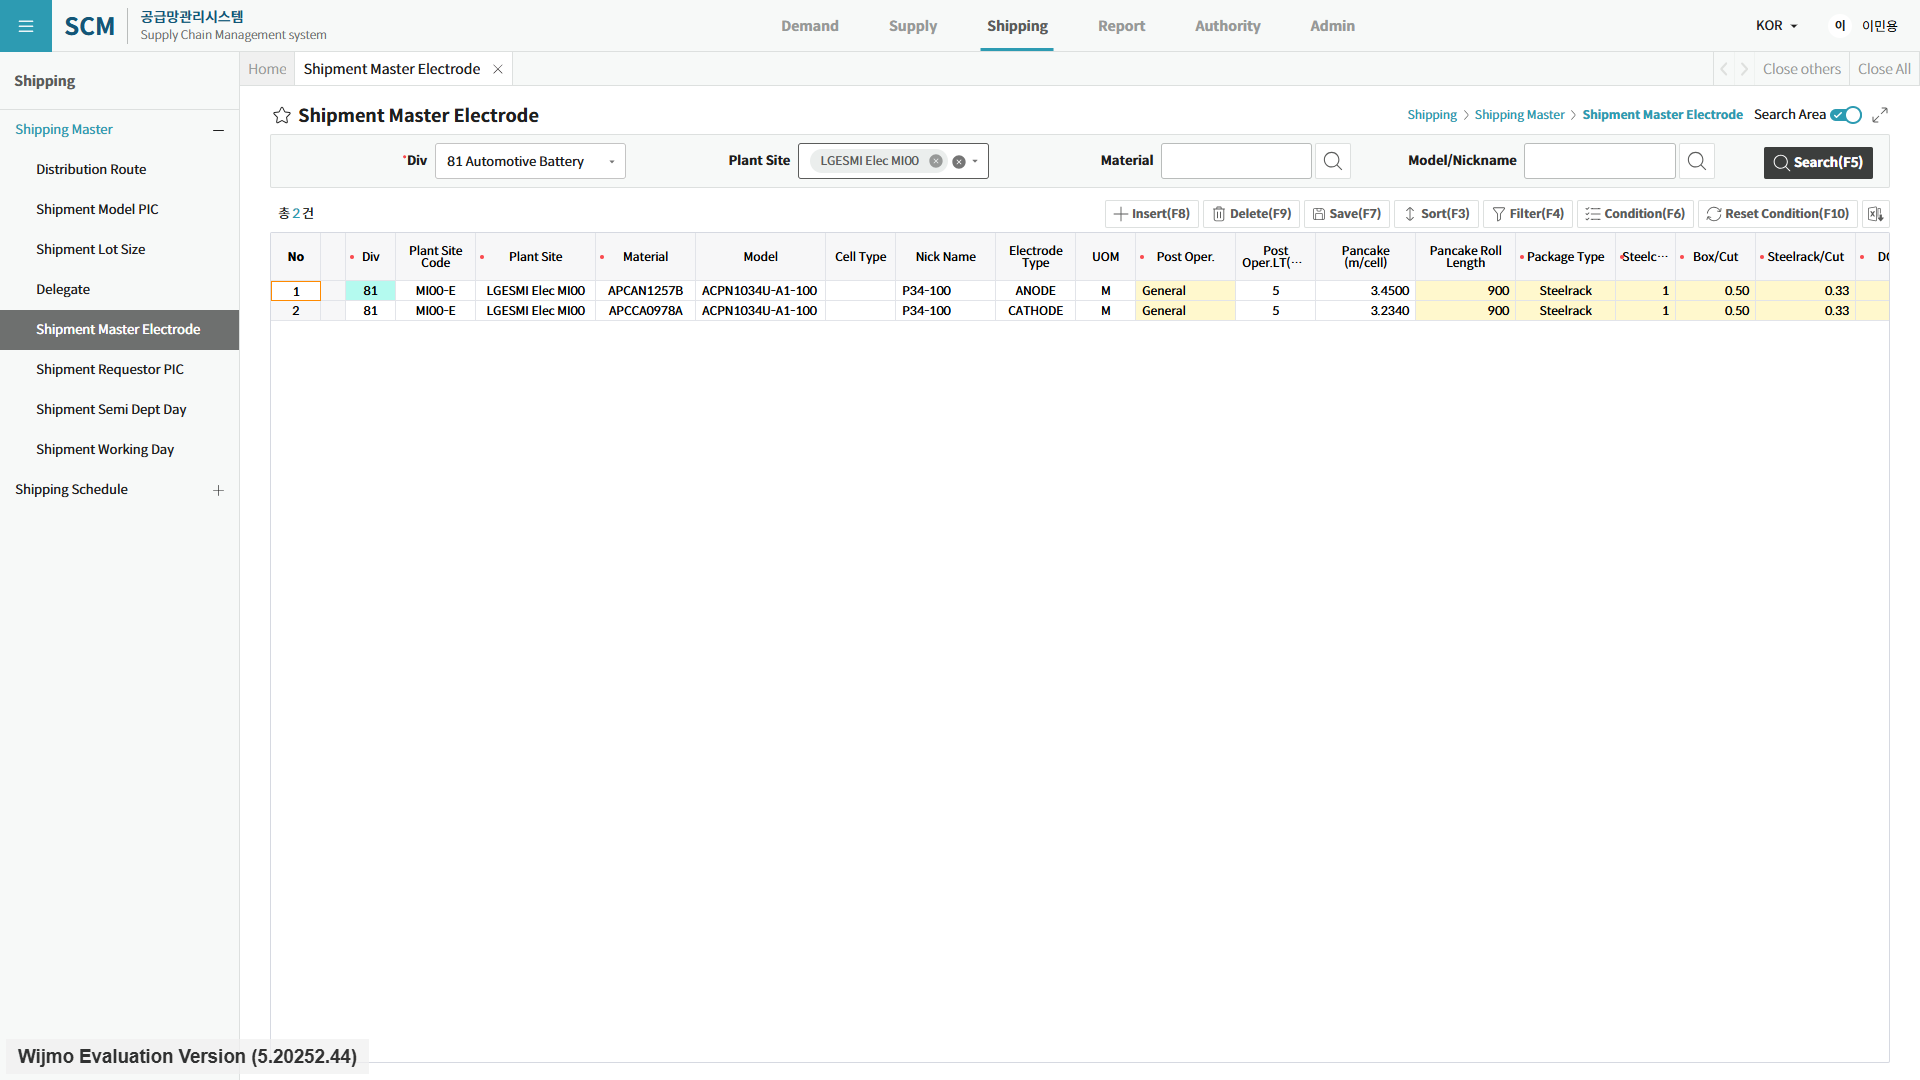 SCM
공급망관리시스템
Supply Chain Management system
Demand
Supply
Shipping
Report
Authority
Admin
KOR
이
이민용
Shipping
Home
Shipment Master Electrode
Close others
Close All
Shipping Master
Distribution Route
Shipment Model PIC
Shipment Lot Size
Delegate
Shipment Master Electrode
Shipment Requestor PIC
Shipment Semi Dept Day
Shipment Working Day
Shipping Schedule
Shipment Master Electrode
Shipping > Shipping Master > Shipment Master Electrode
Search Area
*Div
81 Automotive Battery
Plant Site
LGESMI Elec MI00
Material
Model/Nickname
Search(F5)
총 2 건
Insert(F8)
Delete(F9)
Save(F7)
Sort(F3)
Filter(F4)
Condition(F6)
Reset Condition(F10)
No Div Plant Site Code Plant Site Material Model Cell Type Nick Name Electrode Type UOM Post Oper. Post Oper.LT(··· Pancake (m/cell) Pancake Roll Length Package Type Steelc··· Box/Cut Steelrack/Cut
1 81 MI00-E LGESMI Elec MI00 APCAN1257B ACPN1034U-A1-100 P34-100 ANODE M General 5 3.4500 900 Steelrack 1 0.50 0.33
2 81 MI00-E LGESMI Elec MI00 APCCA0978A ACPN1034U-A1-100 P34-100 CATHODE M General 5 3.2340 900 Steelrack 1 0.50 0.33
Wijmo Evaluation Version (5.20252.44)